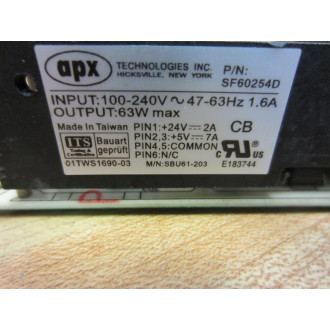 apx TECHNOLOGIES INC. P/N:
HICKSVILLE, NEW YORK SF60254D
INPUT:100-240V ~ 47-63Hz 1.6A
OUTPUT:63W max
Made In Taiwan PIN1:+24V⎓2A CB
ITS Bauart PIN2,3:+5V⎓7A
geprüft PIN4,5:COMMON
01TWS1690-03 PIN6:N/C
M/N:SBU61-203 E183744